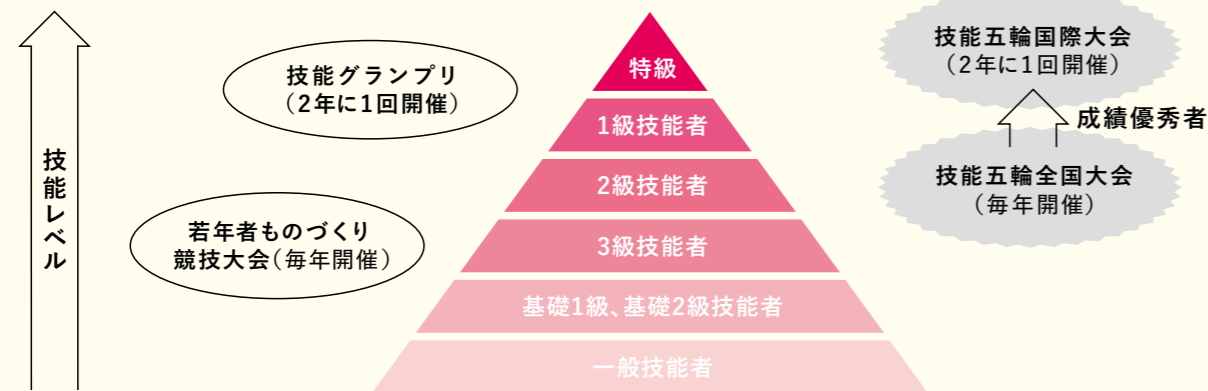 技能レベル
技能グランプリ
（2年に1回開催）
若年者ものづくり
競技大会（毎年開催）
特級
1級技能者
2級技能者
3級技能者
基礎1級、基礎2級技能者
一般技能者
技能五輪国際大会
（2年に1回開催）
成績優秀者
技能五輪全国大会
（毎年開催）